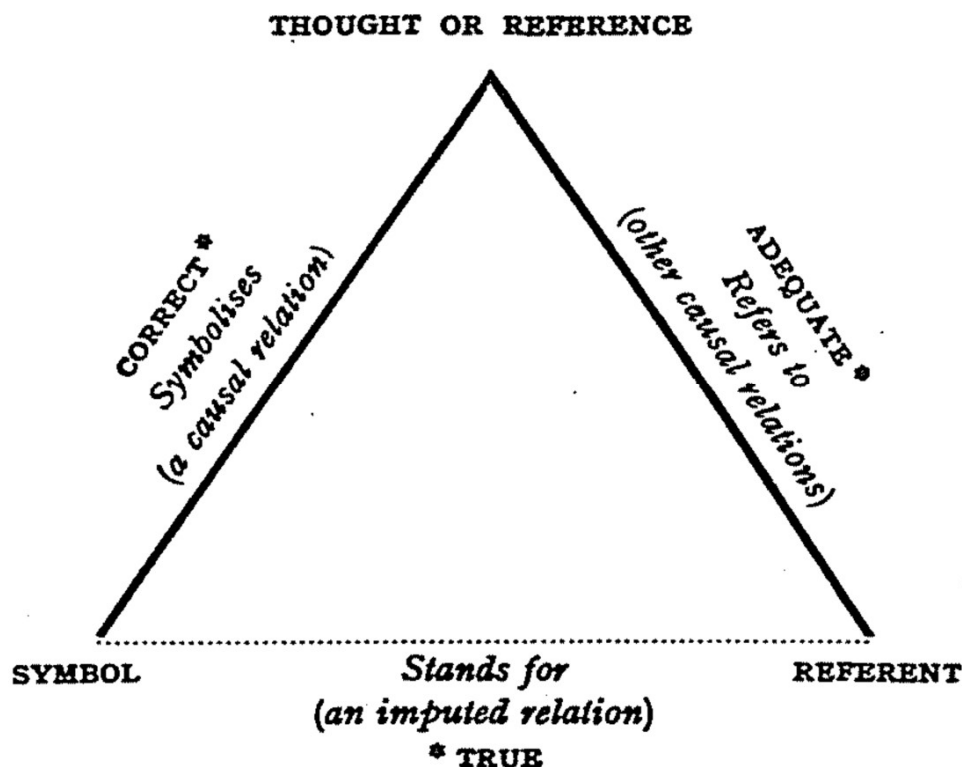 THOUGHT OR REFERENCE
CORRECT*
Symbolises
(a causal relation)
ADEQUATE*
Refers to
(other causal relations)
SYMBOL
Stands for
(an imputed relation)
* TRUE
REFERENT